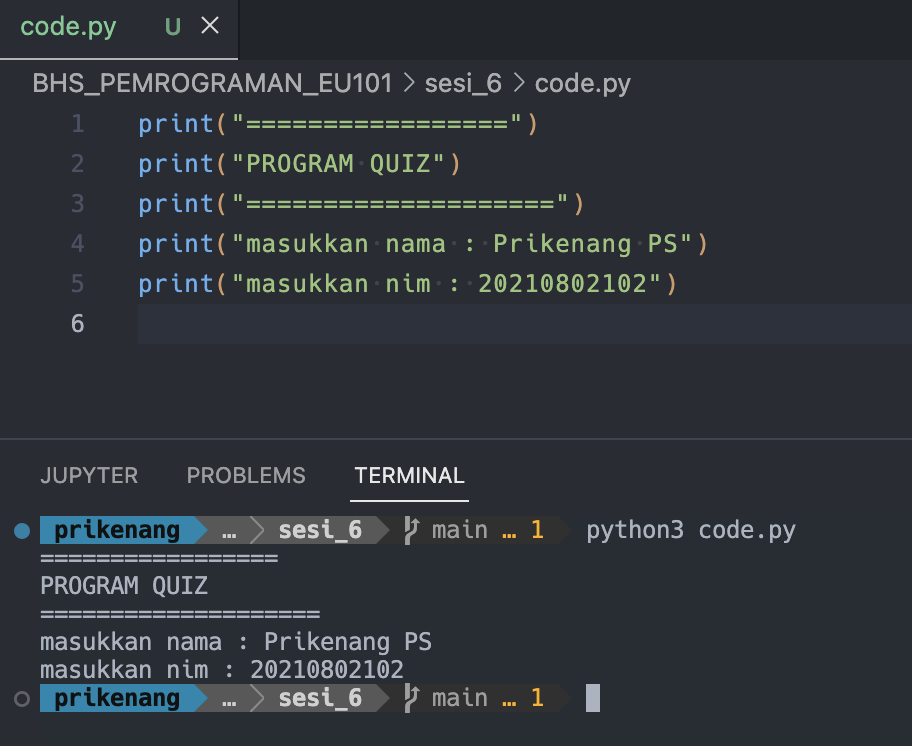 code.py U ×
BHS_PEMROGRAMAN_EU101 > sesi_6 > code.py
1 print("=================")
2 print("PROGRAM QUIZ")
3 print("====================")
4 print("masukkan nama : Prikenang PS")
5 print("masukkan nim : 20210802102")
6
JUPYTER PROBLEMS TERMINAL
prikenang … sesi_6 main … 1 python3 code.py
=================
PROGRAM QUIZ
====================
masukkan nama : Prikenang PS
masukkan nim : 20210802102
prikenang … sesi_6 main … 1